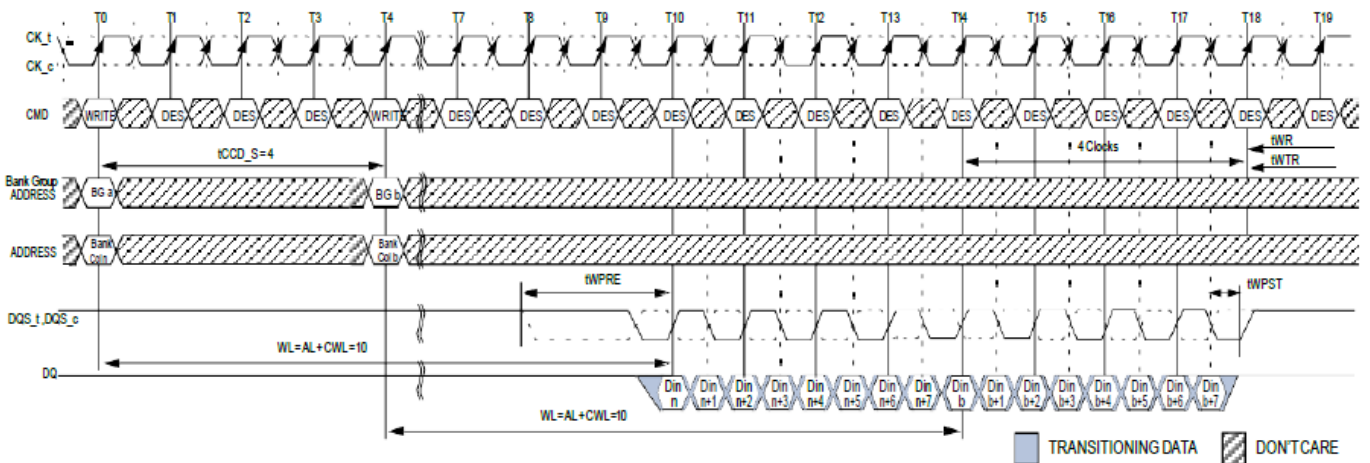 T0 T1 T2 T3 T4 T7 T8 T9 T10 T11 T12 T13 T14 T15 T16 T17 T18 T19
CK_t
CK_c
CMD WRITE DES DES DES WRITE DES DES DES DES DES DES DES DES DES DES DES DES DES
tCCD_S=4 4 Clocks tWR
tWTR
Bank Group
ADDRESS BG a BG b
ADDRESS Bank Col n Bank Col b
tWPRE tWPST
DQS_t,DQS_c
WL=AL+CWL=10
DQ Din n Din n+1 Din n+2 Din n+3 Din n+4 Din n+5 Din n+6 Din n+7 Din b Din b+1 Din b+2 Din b+3 Din b+4 Din b+5 Din b+6 Din b+7
WL=AL+CWL=10
TRANSITIONING DATA DON'T CARE